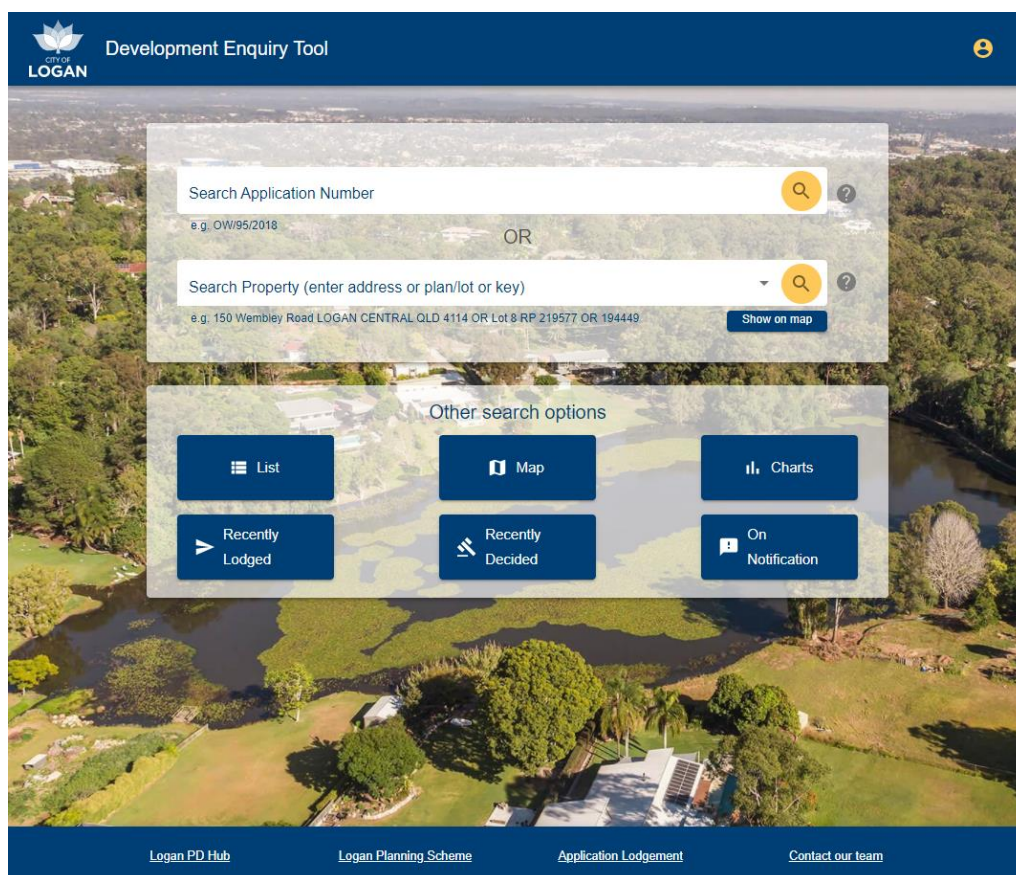 CITY OF
LOGAN
Development Enquiry Tool
Search Application Number
e.g. OW/95/2018
OR
Search Property (enter address or plan/lot or key)
e.g. 150 Wembley Road LOGAN CENTRAL QLD 4114 OR Lot 8 RP 219577 OR 194449
Show on map
Other search options
List
Map
Charts
Recently
Lodged
Recently
Decided
On
Notification
Logan PD Hub
Logan Planning Scheme
Application Lodgement
Contact our team